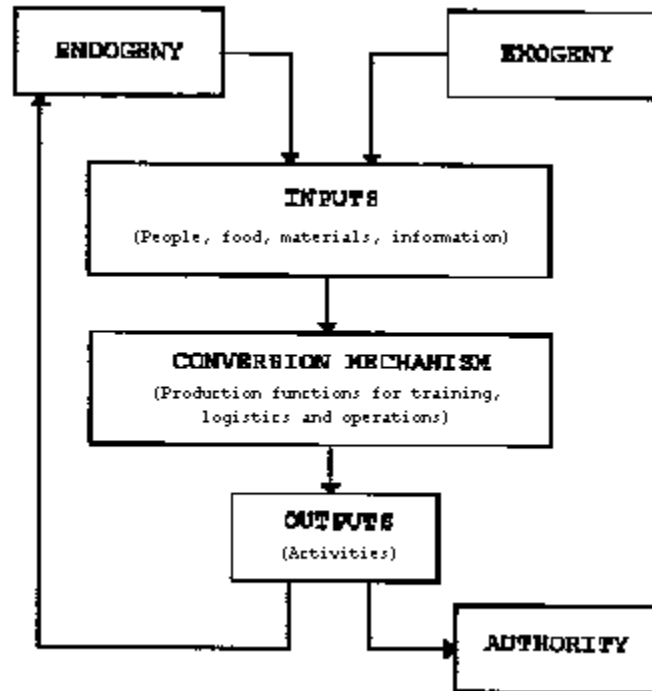 ENDOGENY
EXOGENY
INPUTS
(People, food, materials, information)
CONVERSION MECHANISM
(Production functions for training,
logistics and operations)
OUTPUTS
(Activities)
AUTHORITY